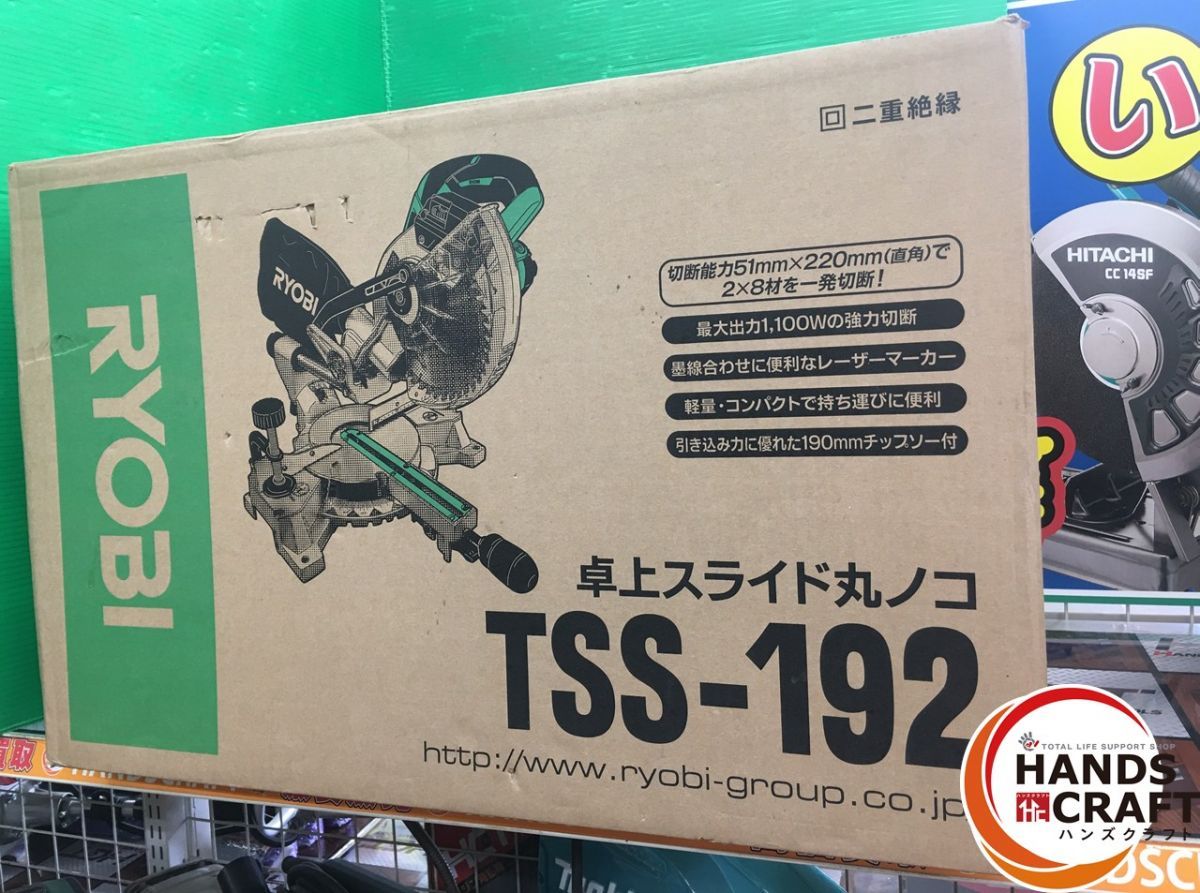 回二重絶縁
RYOBI
RYOBI
切断能力51mm×220mm(直角)で
2×8材を一発切断!
最大出力1,100Wの強力切断
墨線合わせに便利なレーザーマーカー
軽量・コンパクトで持ち運びに便利
引き込み力に優れた190mmチップソー付
卓上スライド丸ノコ
TSS-192
http://www.ryobi-group.co.jp
い
HITACHI
CC 14SF
買取
TOTAL LIFE SUPPORT SHOP
HANDS
CRAFT
ハンズクラフト